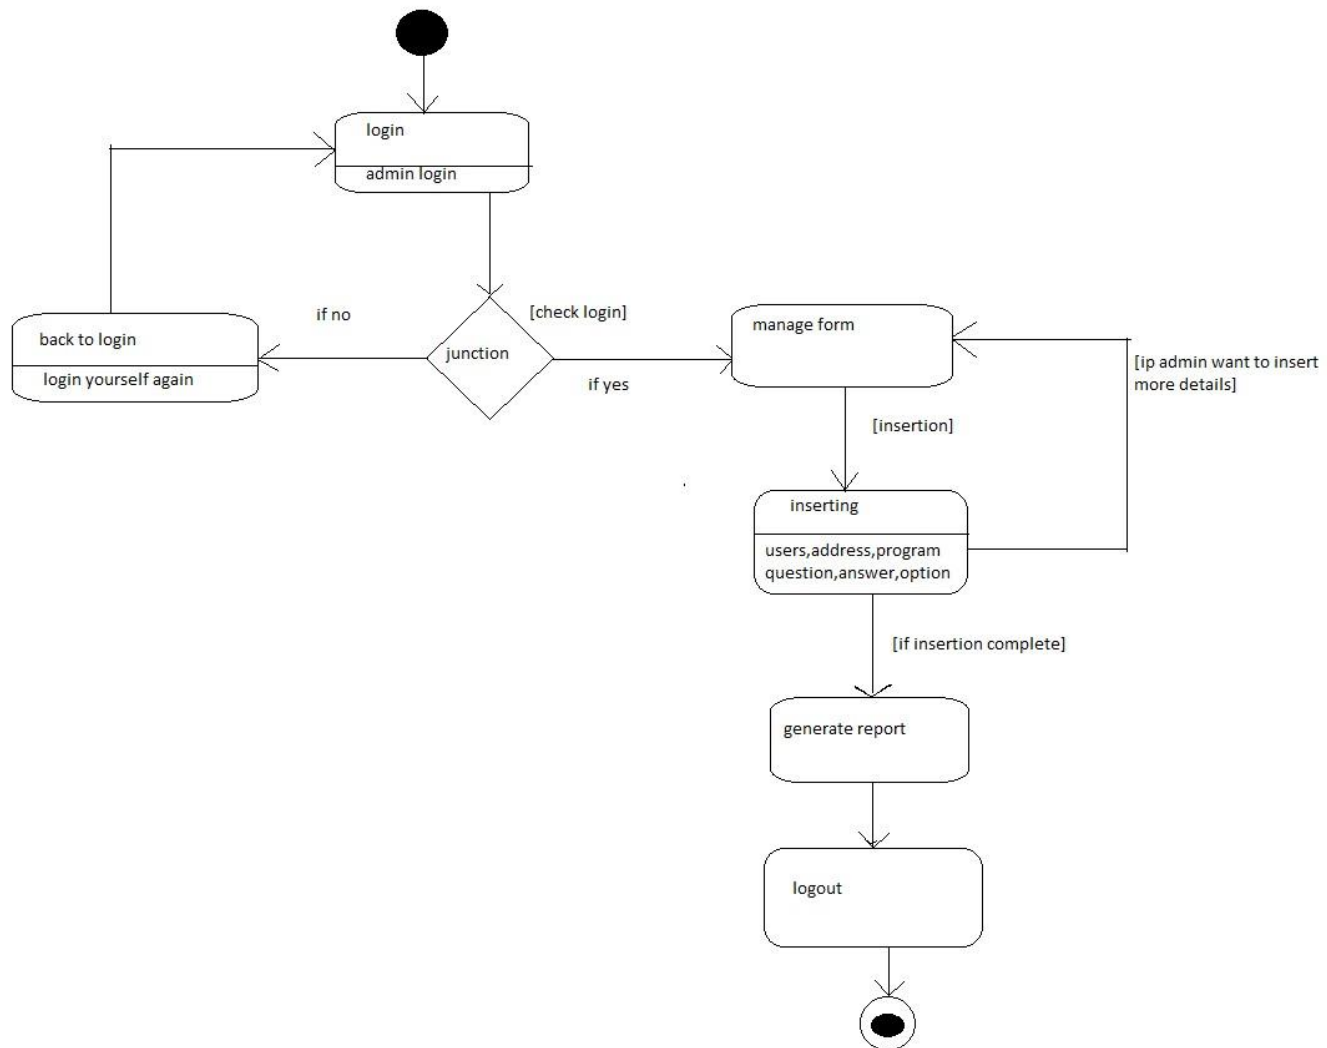 login
admin login
if no
[check login]
back to login
login yourself again
junction
if yes
manage form
[ip admin want to insert
more details]
[insertion]
inserting
users,address,program
question,answer,option
[if insertion complete]
generate report
logout